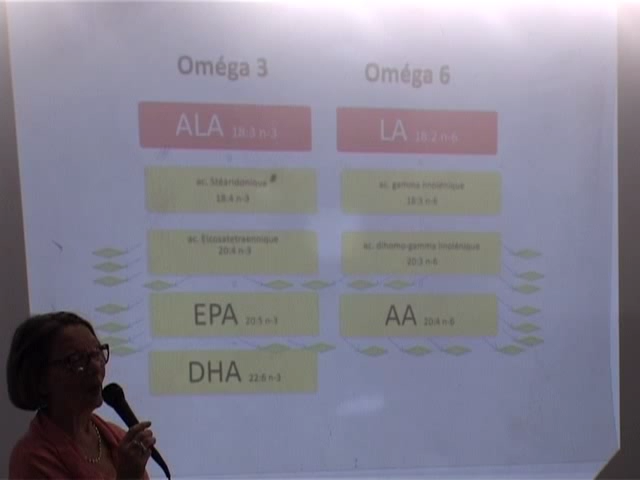 Oméga 3
Oméga 6
ALA 18:3 n-3
LA 18:2 n-6
ac. Stéaridonique
18:4 n-3
ac. gamma linolénique
18:3 n-6
ac. Eicosatetraenoique
20:4 n-3
ac. dihomo-gamma linolénique
20:3 n-6
EPA 20:5 n-3
AA 20:4 n-6
DHA 22:6 n-3